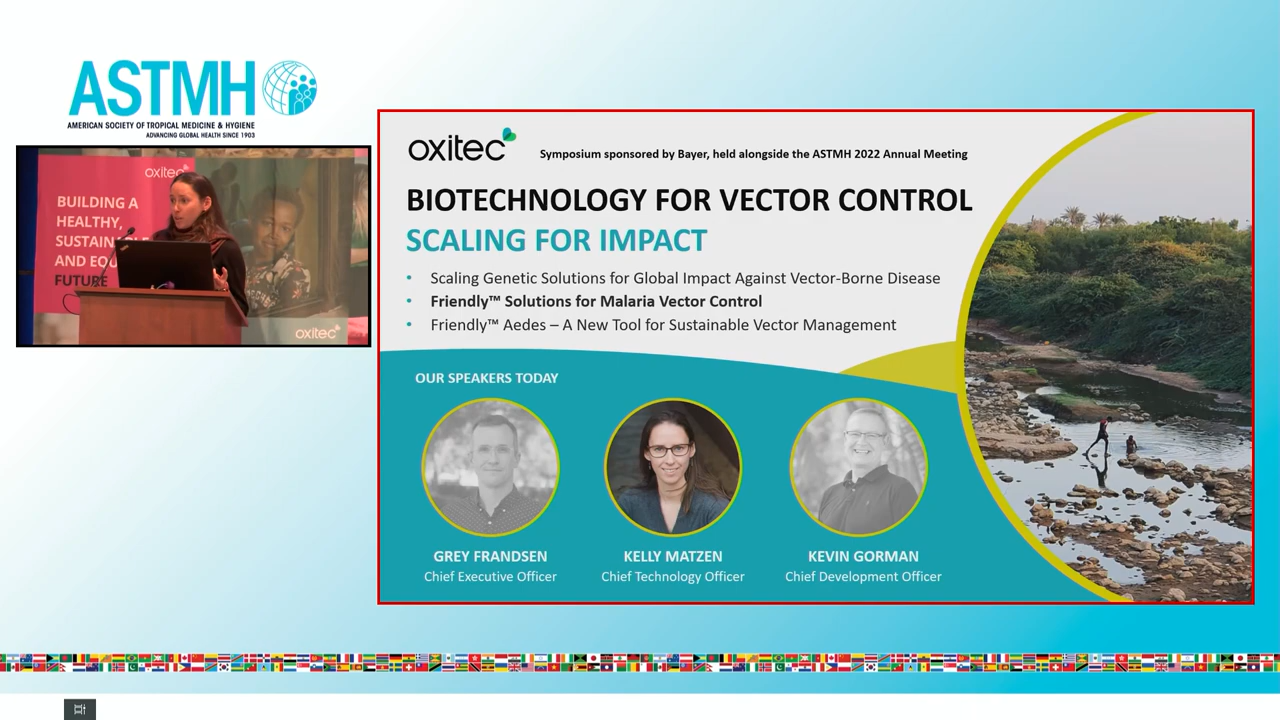 ASTMH
AMERICAN SOCIETY OF TROPICAL MEDICINE & HYGIENE
ADVANCING GLOBAL HEALTH SINCE 1903
oxitec
BUILDING A
HEALTHY,
AND
FUTURE
oxitec
oxitec
Symposium sponsored by Bayer, held alongside the ASTMH 2022 Annual Meeting
BIOTECHNOLOGY FOR VECTOR CONTROL
SCALING FOR IMPACT
• Scaling Genetic Solutions for Global Impact Against Vector-Borne Disease
• Friendly™ Solutions for Malaria Vector Control
• Friendly™ Aedes – A New Tool for Sustainable Vector Management
OUR SPEAKERS TODAY
GREY FRANDSEN
Chief Executive Officer
KELLY MATZEN
Chief Technology Officer
KEVIN GORMAN
Chief Development Officer